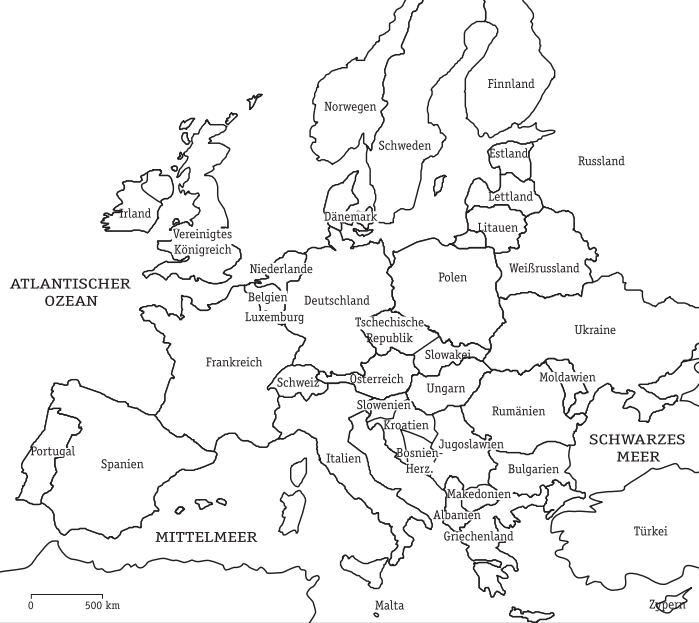 Finnland
Norwegen
Schweden
Estland
Russland
Lettland
Irland
Dänemark
Litauen
Vereinigtes
Königreich
Niederlande
Weißrussland
Polen
ATLANTISCHER
OZEAN
Belgien
Deutschland
Luxemburg
Tschechische
Republik
Ukraine
Slowakei
Frankreich
Schweiz
Österreich
Ungarn
Moldawien
Slowenien
Rumänien
Kroatien
Portugal
Spanien
Italien
Bosnien-
Herz.
Jugoslawien
SCHWARZES
MEER
Bulgarien
Makedonien
Albanien
MITTELMEER
Griechenland
Türkei
0 500 km
Malta
Zypern